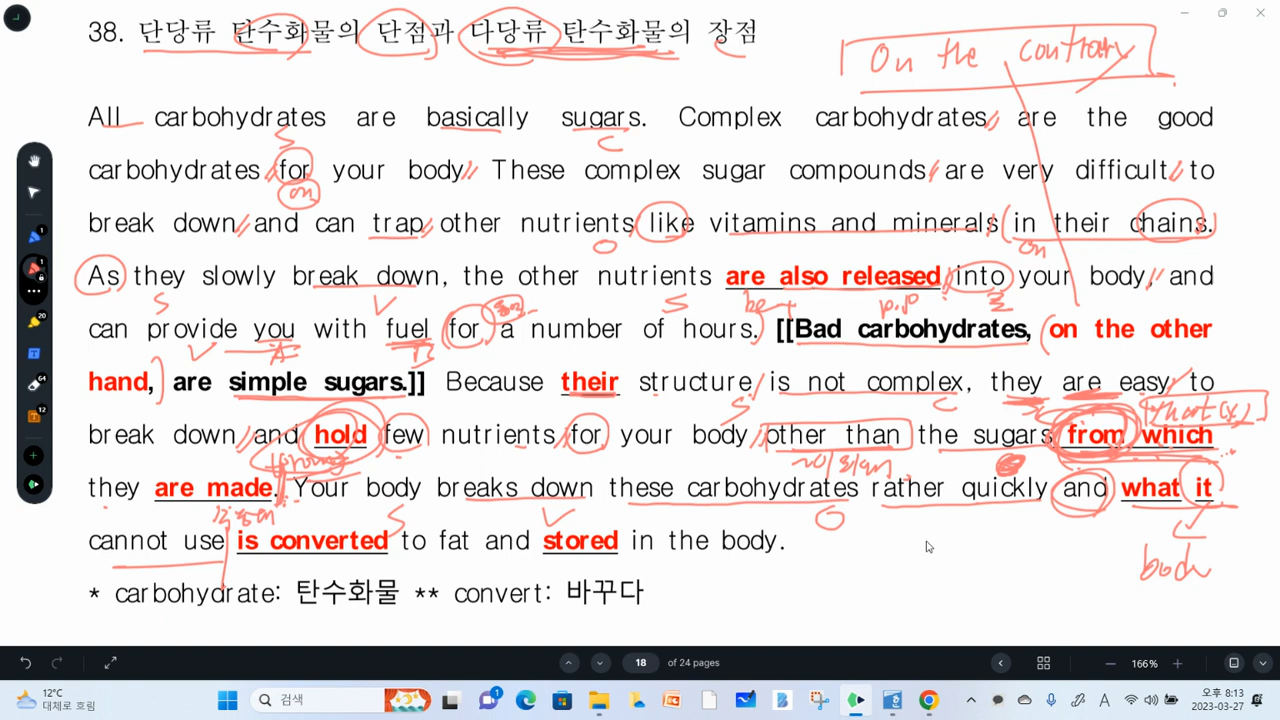 38. 단당류 탄수화물의 단점과 다당류 탄수화물의 장점
On the contrary
All carbohydrates are basically sugars. Complex carbohydrates are the good
S
C
carbohydrates for your body. These complex sugar compounds are very difficult to
on
break down and can trap other nutrients like vitamins and minerals in their chains.
O
on
As they slowly break down, the other nutrients are also released into your body, and
S
V
S
be +
p.p
로
can provide you with fuel for a number of hours. [[Bad carbohydrates, on the other
동안
V
A
B
hand, are simple sugars.]] Because their structure is not complex, they are easy to
S
C
what (x)
break down and hold few nutrients for your body other than the sugars from which
they are made. Your body breaks down these carbohydrates rather quickly and what it
S
V
O
body
cannot use is converted to fat and stored in the body.
* carbohydrate: 탄수화물 ** convert: 바꾸다
18 of 24 pages
166%
12°C
대체로 흐림
검색
오후 8:13
2023-03-27